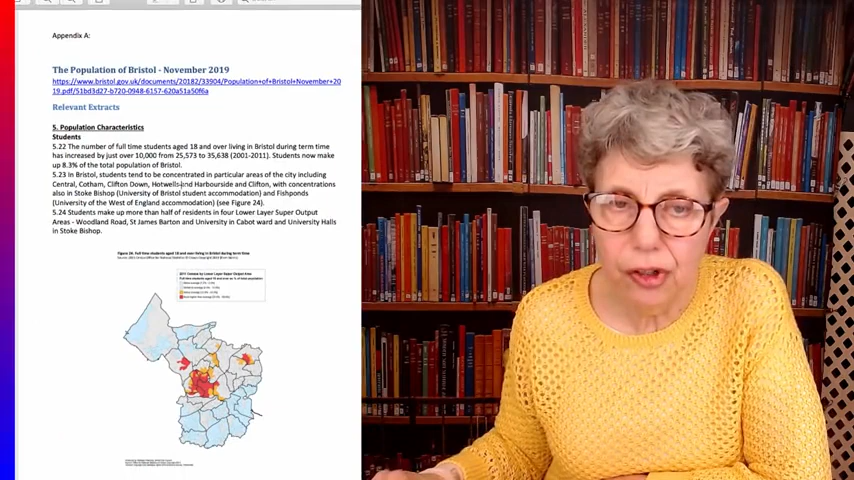 Appendix A:
The Population of Bristol - November 2019
https://www.bristol.gov.uk/documents/20182/33904/Population+of+Bristol+November+20
19.pdf/51bd3d27-b720-0948-6157-620a51a50f6a
Relevant Extracts
5. Population Characteristics
Students
5.22 The number of full time students aged 18 and over living in Bristol during term time
has increased by just over 10,000 from 25,573 to 35,638 (2001-2011). Students now make
up 8.3% of the total population of Bristol.
5.23 In Bristol, students tend to be concentrated in particular areas of the city including
Central, Cotham, Clifton Down, Hotwells and Harbourside and Clifton, with concentrations
also in Stoke Bishop (University of Bristol student accommodation) and Fishponds
(University of the West of England accommodation) (see Figure 24).
5.24 Students make up more than half of residents in four Lower Layer Super Output
Areas - Woodland Road, St James Barton and University in Cabot ward and University Halls
in Stoke Bishop.
Figure 24. Full time students aged 18 and over living in Bristol during term time
2011 Census by Lower Layer Super Output Area